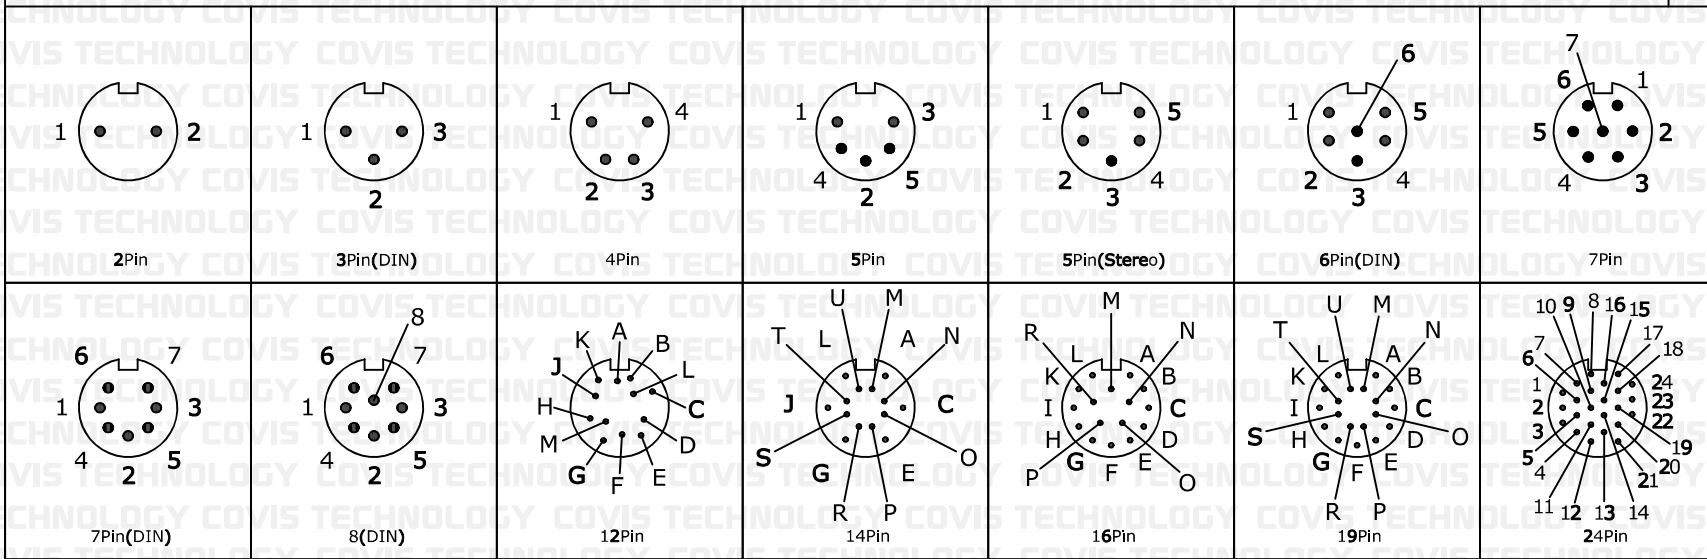 COVIS TECHNOLOGY COVIS TECHNOLOGY COVIS TECHNOLOGY
1 2
2Pin
1 3
2
3Pin(DIN)
1 4
2 3
4Pin
1 3
4 5
2
5Pin
1 5
2 4
3
5Pin(Stereo)
6
1 5
2 4
3
6Pin(DIN)
7
6 1
5 2
4 3
7Pin
6 7
1 3
4 5
2
7Pin(DIN)
8
6 7
1 3
4 5
2
8(DIN)
A
K B
J L
H C
M D
G F E
12Pin
U M
T L A N
J C
S O
G E
R P
14Pin
M
R N
L A
K B
I C
H D
G F E
P O
16Pin
U M
T N
L A
K B
I C
S O
H D
G F E
R P
19Pin
10 9 8 16 15
7 17
6 18
1 24
2 23
3 22
5 19
4 20
21
11 12 13 14
24Pin